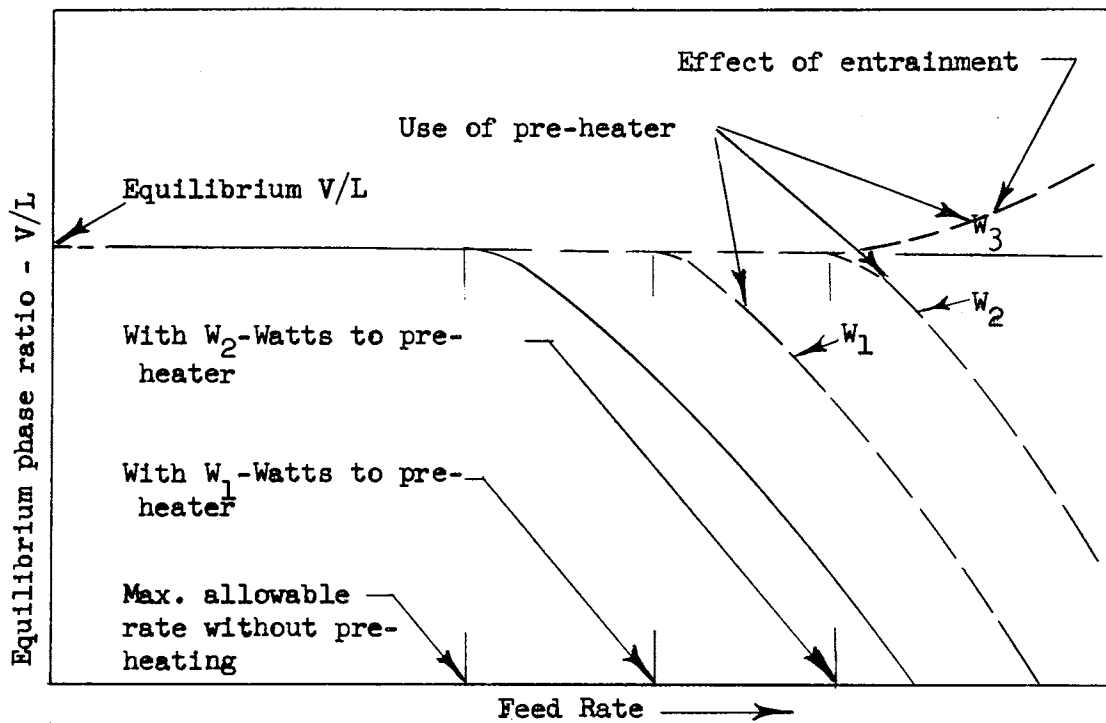 Effect of entrainment
Use of pre-heater
Equilibrium V/L
W3
W2
W1
With W2-Watts to pre-
heater
With W1-Watts to pre-
heater
Max. allowable
rate without pre-
heating
Equilibrium phase ratio - V/L
Feed Rate